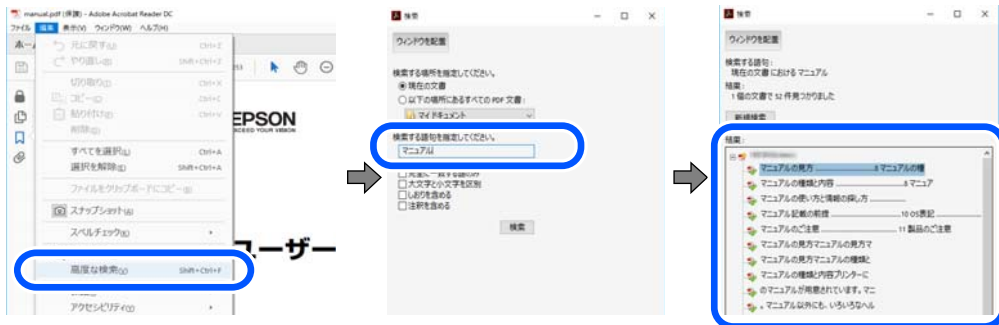 manual.pdf (保護) - Adobe Acrobat Reader DC
ファイル 編集 表示(V) ウィンドウ(W) ヘルプ(H)
元に戻す(U) Ctrl+Z
やり直し(E) Shift+Ctrl+Z
切り取り(T) Ctrl+X
コピー(C) Ctrl+C
貼り付け(P) Ctrl+V
削除(D)
すべてを選択(L) Ctrl+A
選択を解除(E) Shift+Ctrl+A
ファイルをクリップボードにコピー(B)
スナップショット(A)
スペルチェック(K)
高度な検索(V) Shift+Ctrl+F
アクセシビリティ(Y)
EPSON
EXCEED YOUR VISION
ユーザー
検索
ウィンドウを配置
検索する場所を指定してください。
現在の文書
以下の場所にあるすべての PDF 文書 :
マイ ドキュメント
検索する語句を指定してください。
マニュアル
完全に一致する語のみ
大文字と小文字を区別
しおりを含める
注釈を含める
検索
検索
ウィンドウを配置
検索する語句 :
現在の文書 における マニュアル
結果 :
1 個の文書で 52 件見つかりました
新規検索
結果 :
マニュアルの見方 8 マニュアルの種
マニュアルの種類と内容 8 マニュア
マニュアルの使い方と情報の探し方
マニュアル記載の前提 10 OS表記
マニュアルのご注意 11 製品のご注意
マニュアルの見方マニュアルの見方マ
マニュアルの見方マニュアルの種類と
マニュアルの種類と内容プリンターに
のマニュアルが用意されています。マニ
。マニュアル以外にも、いろいろなヘル